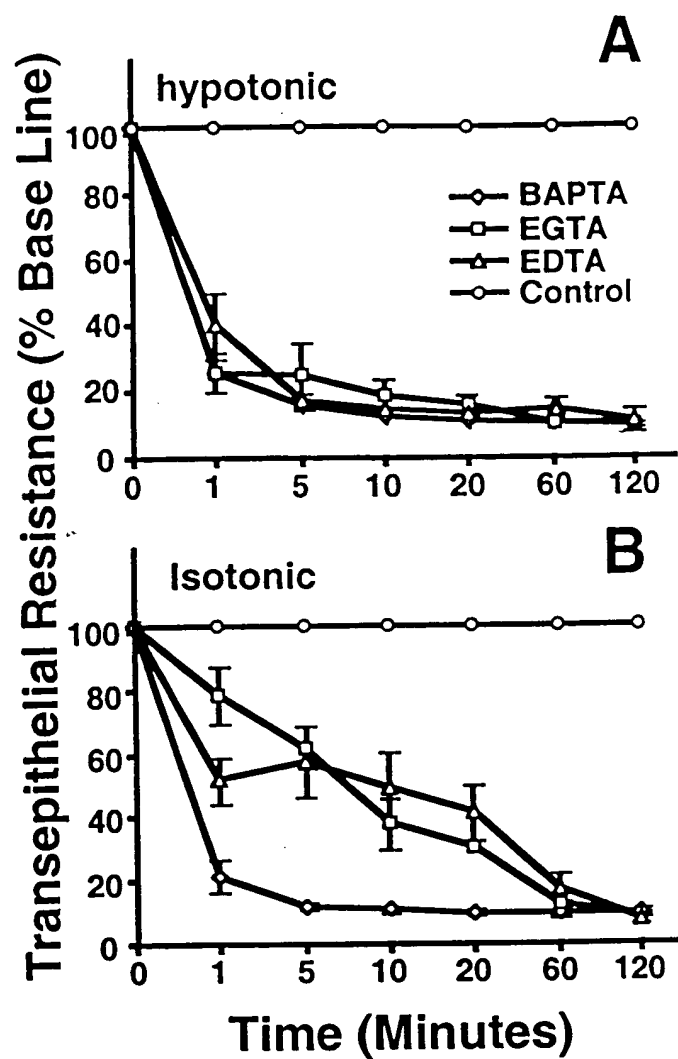 A
hypotonic
100
80
60
40
20
0
BAPTA
EGTA
EDTA
Control
0 1 5 10 20 60 120
B
Isotonic
100
80
60
40
20
0
0 1 5 10 20 60 120
Time (Minutes)
Transepithelial Resistance (% Base Line)